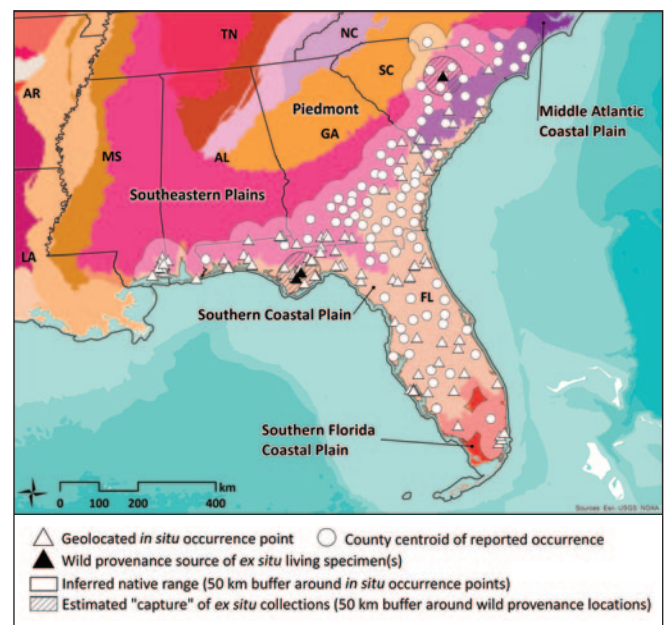 TN
NC
SC
AR
Piedmont
GA
Middle Atlantic
Coastal Plain
MS
AL
Southeastern Plains
LA
Southern Coastal Plain
FL
Southern Florida
Coastal Plain
km
0 100 200 400
Sources: Esri USGS NOAA
Geolocated in situ occurrence point
County centroid of reported occurrence
Wild provenance source of ex situ living specimen(s)
Inferred native range (50 km buffer around in situ occurrence points)
Estimated "capture" of ex situ collections (50 km buffer around wild provenance locations)